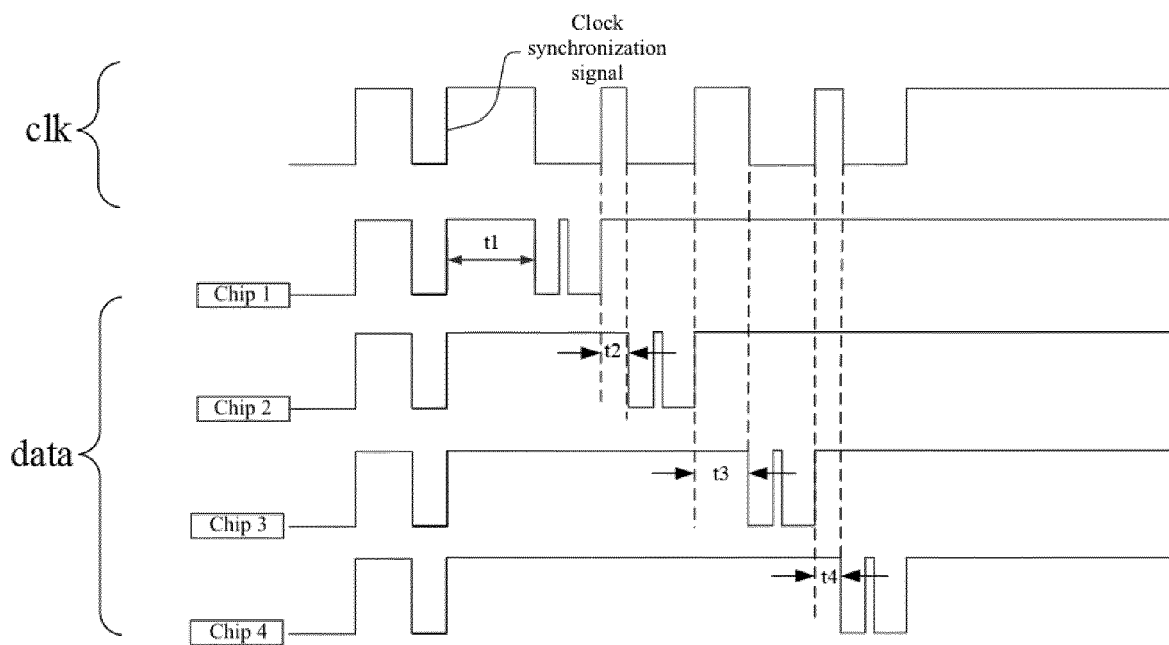 Clock
synchronization
signal
clk
t1
Chip 1
t2
Chip 2
data
t3
Chip 3
t4
Chip 4